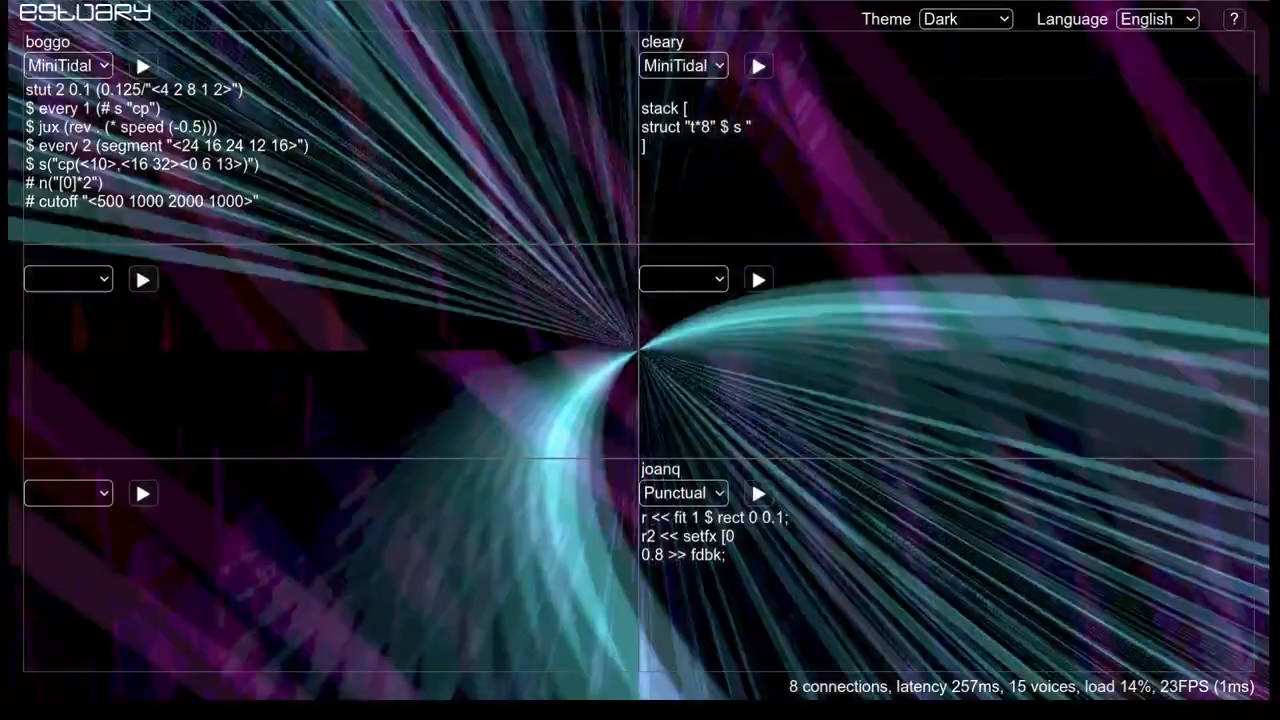 estuary
Theme Dark Language English ?
boggo
MiniTidal
stut 2 0.1 (0.125/"<4 2 8 1 2>")
$ every 1 (# s "cp")
$ jux (rev . (* speed (-0.5)))
$ every 2 (segment "<24 16 24 12 16>")
$ s("cp(<10>,<16 32><0 6 13>)")
# n("[0]*2")
# cutoff "<500 1000 2000 1000>"
cleary
MiniTidal
stack [
struct "t*8" $ s "
]
joanq
Punctual
r << fit 1 $ rect 0 0.1;
r2 << setfx [0
0.8 >> fdbk;
8 connections, latency 257ms, 15 voices, load 14%, 23FPS (1ms)